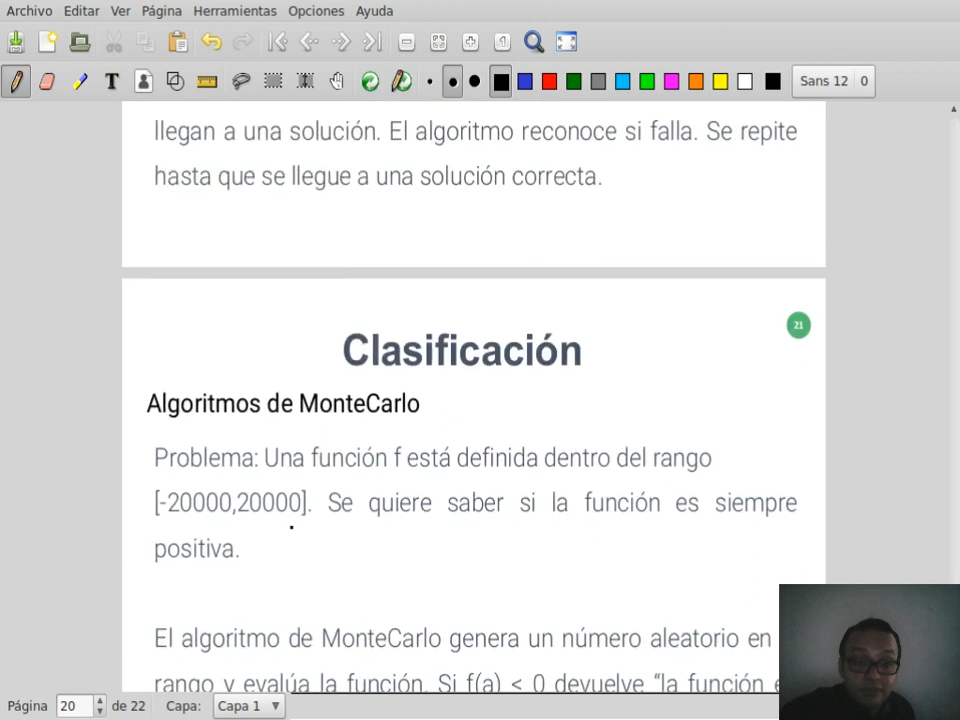 Archivo Editar Ver Página Herramientas Opciones Ayuda
Sans 12 0
llegan a una solución. El algoritmo reconoce si falla. Se repite
hasta que se llegue a una solución correcta.
21
Clasificación
Algoritmos de MonteCarlo
Problema: Una función f está definida dentro del rango
[-20000,20000]. Se quiere saber si la función es siempre
positiva.
El algoritmo de MonteCarlo genera un número aleatorio en
rango y evalúa la función. Si f(a) < 0 devuelve “la función
Página 20 de 22 Capa: Capa 1